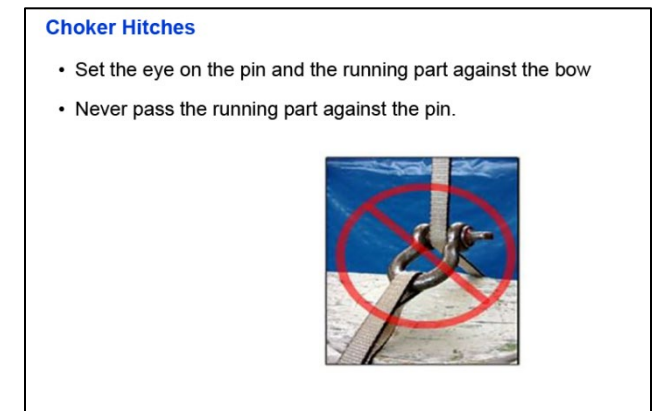 Choker Hitches
• Set the eye on the pin and the running part against the bow
• Never pass the running part against the pin.